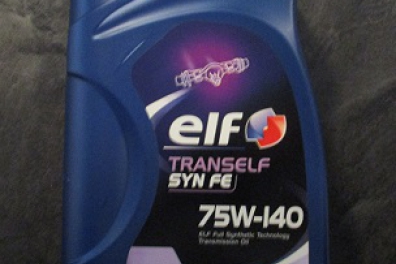 elf
TRANSELF
SYN FE
75W-140
ELF Full Synthetic Technology
Transmission Oil